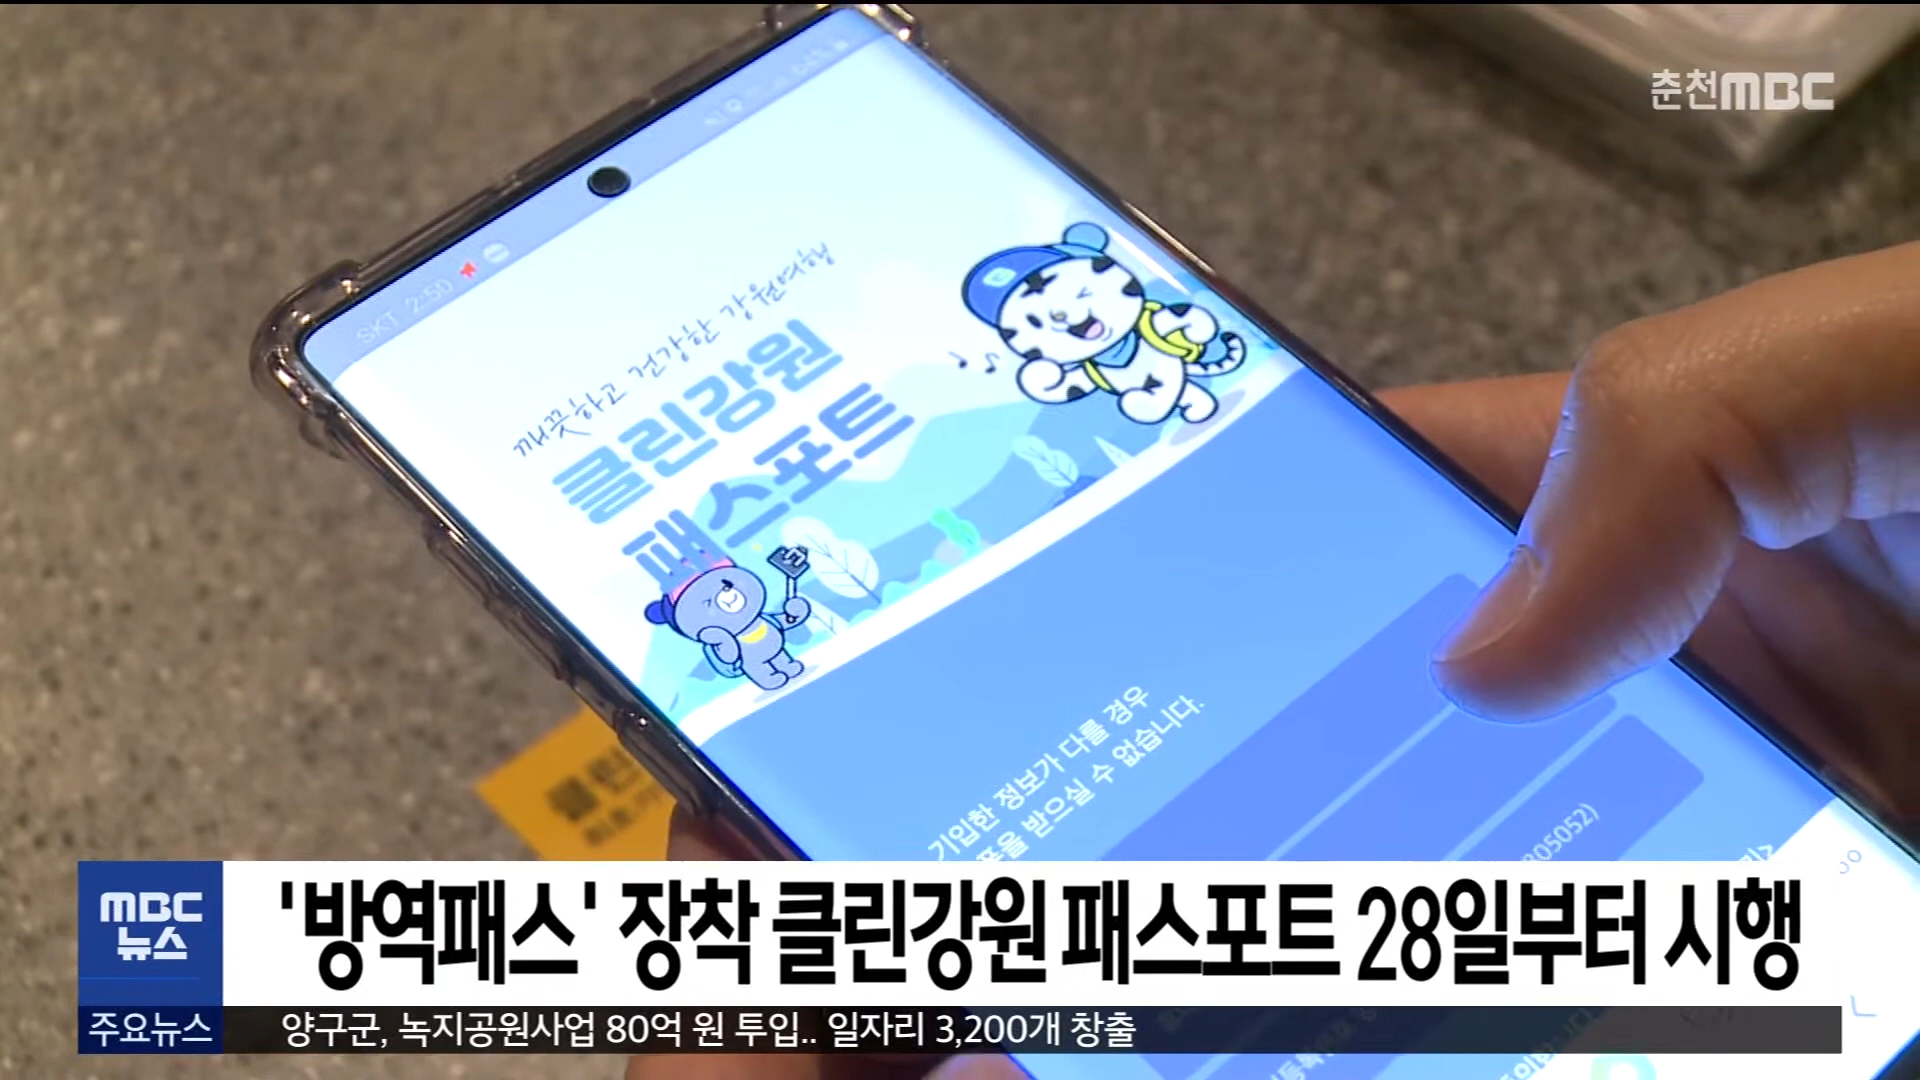 춘천MBC
SKT 2:50
깨끗하고 건강한 강원여행
클린강원
패스포트
기입한 정보가 다를 경우
받으실 수 없습니다.
305052)
클린
MBC
뉴스
'방역패스' 장착 클린강원 패스포트 28일부터 시행
주요뉴스
양구군, 녹지공원사업 80억 원 투입.. 일자리 3,200개 창출